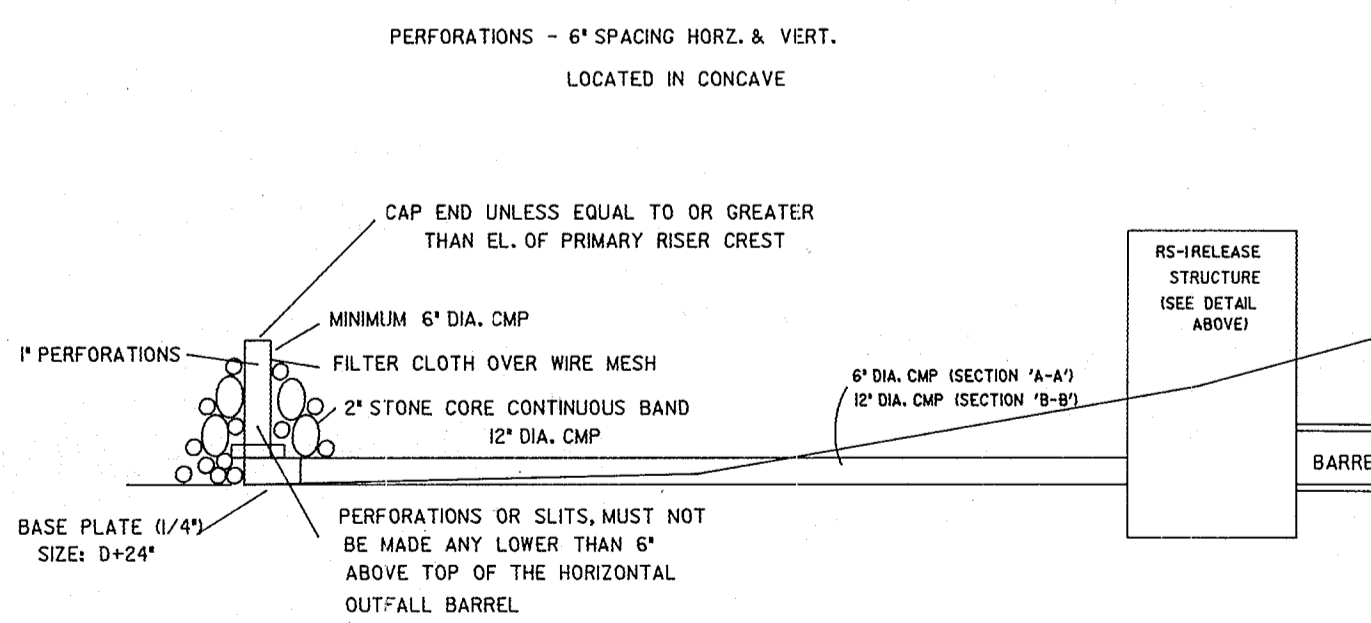 PERFORATIONS - 6" SPACING HORZ. & VERT.
LOCATED IN CONCAVE
CAP END UNLESS EQUAL TO OR GREATER
THAN EL. OF PRIMARY RISER CREST
RS-1 RELEASE
STRUCTURE
(SEE DETAIL
ABOVE)
MINIMUM 6" DIA. CMP
1" PERFORATIONS
FILTER CLOTH OVER WIRE MESH
6" DIA. CMP (SECTION 'A-A')
12" DIA. CMP (SECTION 'B-B')
2" STONE CORE CONTINUOUS BAND
12" DIA. CMP
BARRE
BASE PLATE (1/4")
SIZE: D+24"
PERFORATIONS OR SLITS, MUST NOT
BE MADE ANY LOWER THAN 6"
ABOVE TOP OF THE HORIZONTAL
OUTFALL BARREL